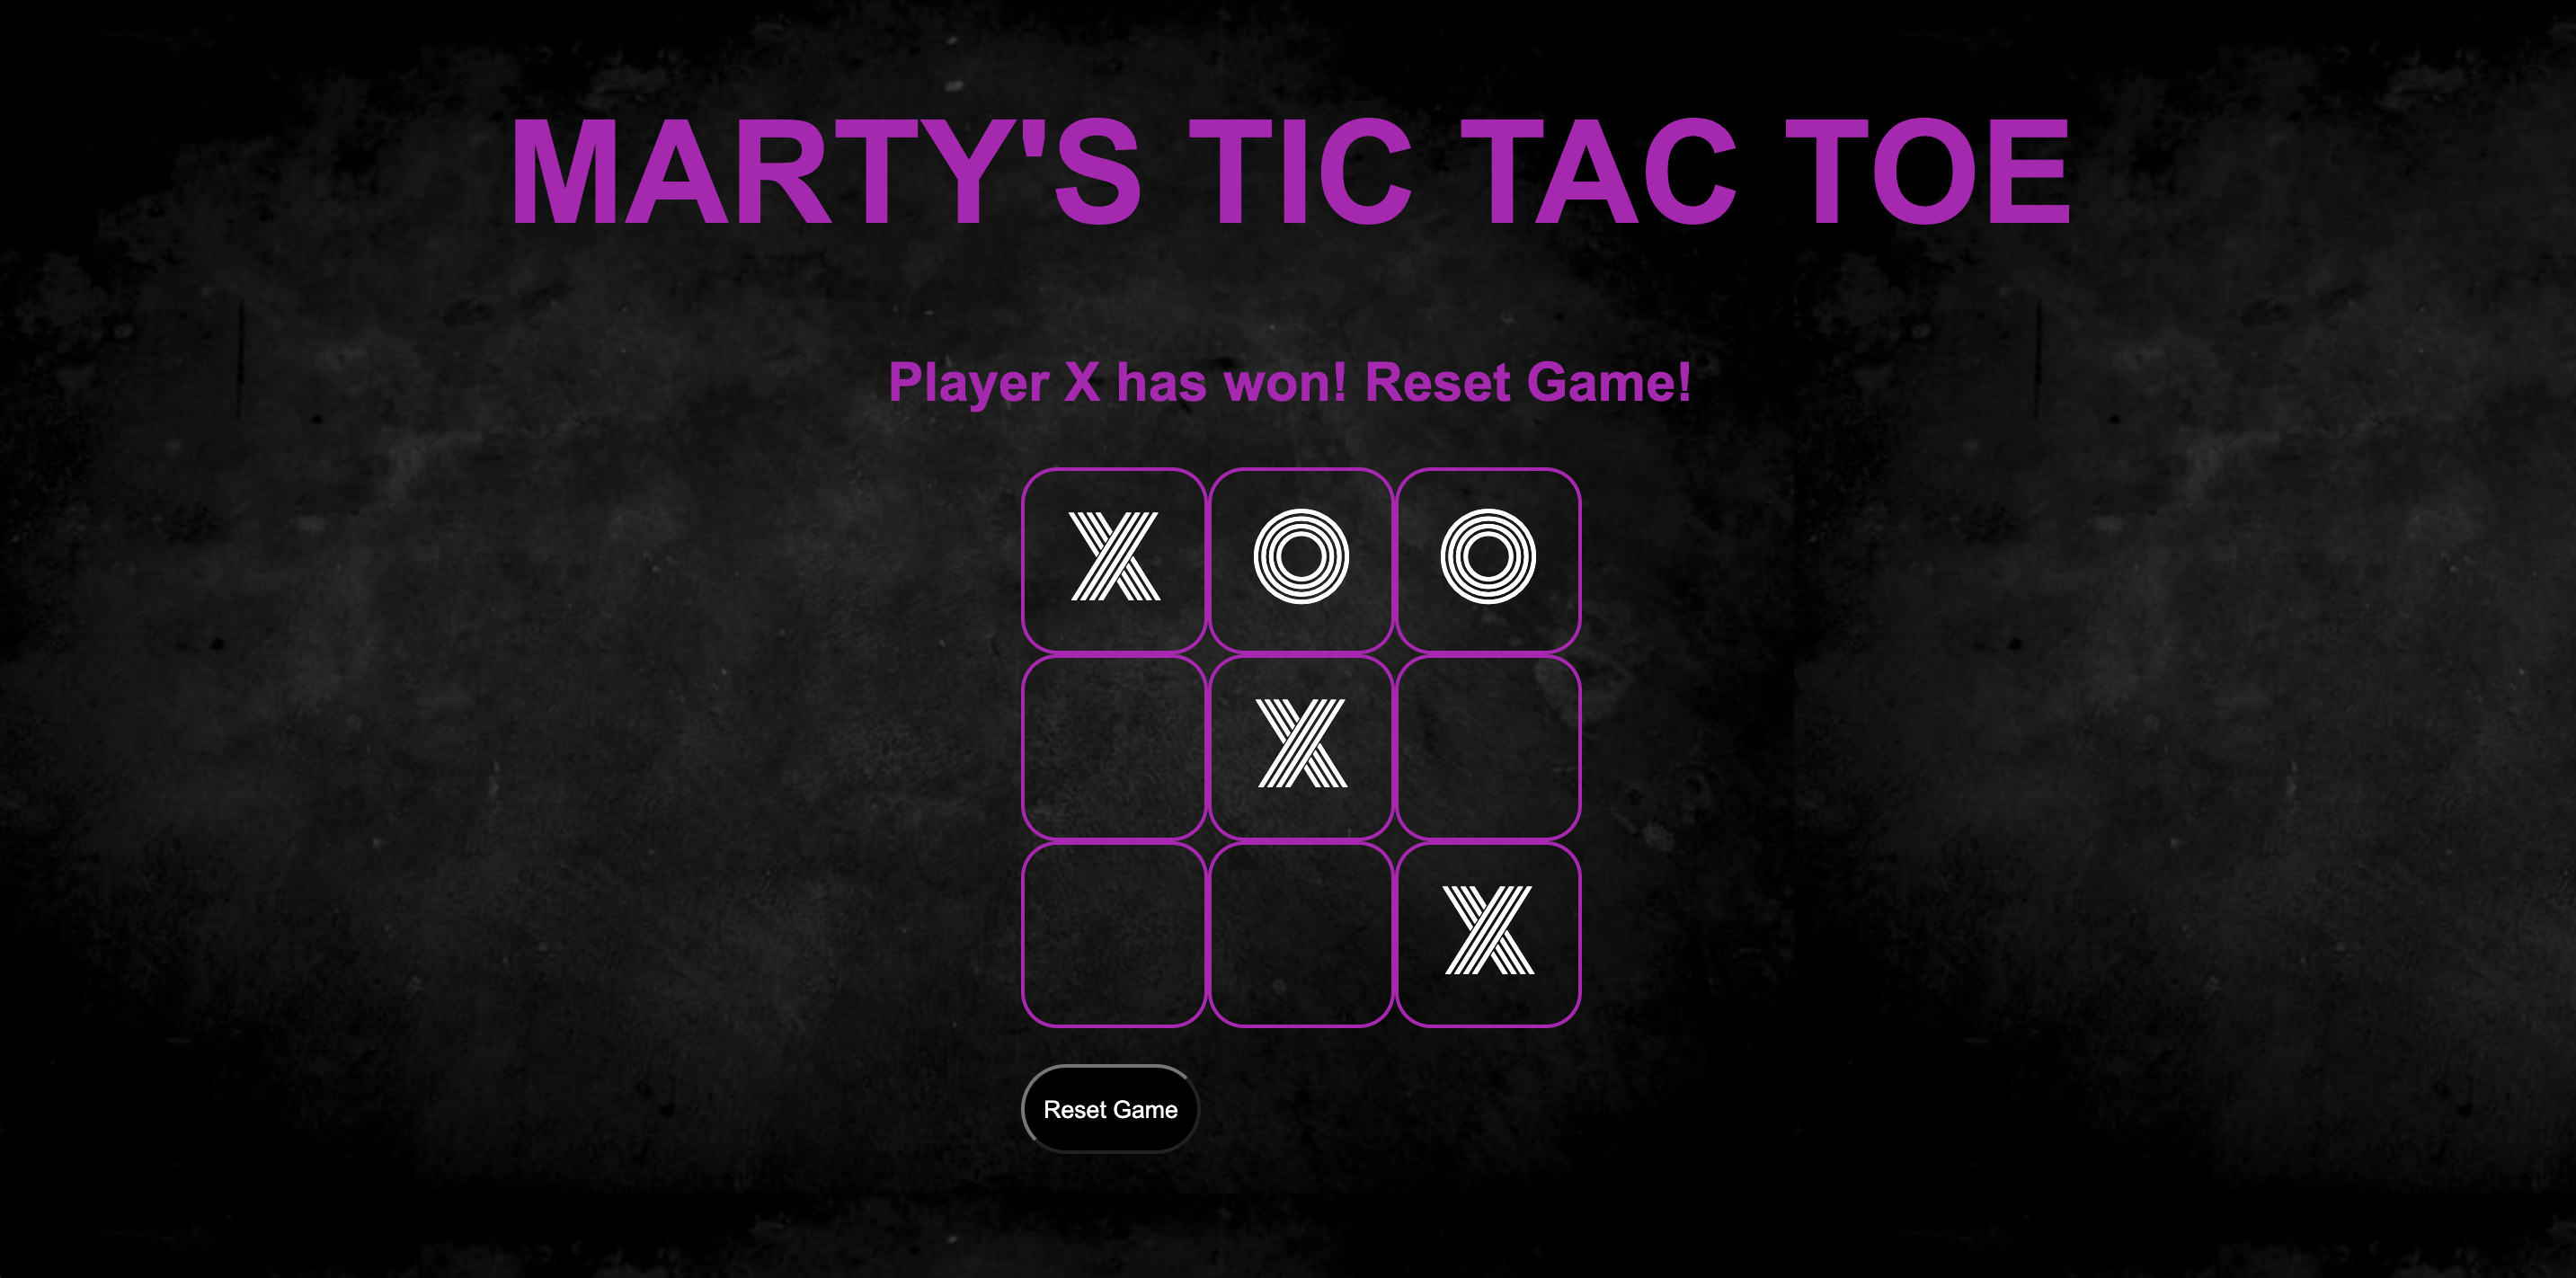 MARTY'S TIC TAC TOE
Player X has won! Reset Game!
X O O
X
X
Reset Game